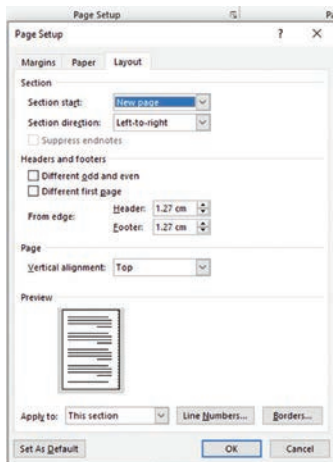 Page Setup Pa
Page Setup ? X
Margins Paper Layout
Section
Section start: New page
Section direction: Left-to-right
Suppress endnotes
Headers and footers
Different odd and even
Different first page
Header: 1.27 cm
From edge:
Footer: 1.27 cm
Page
Vertical alignment: Top
Preview
Apply to: This section Line Numbers... Borders...
Set As Default OK Cancel